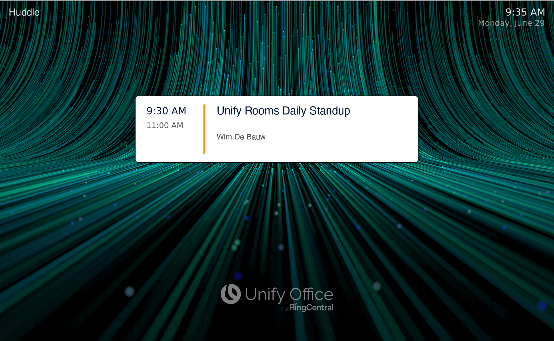 Huddle
9:35 AM
Monday, June 29
9:30 AM
Unify Rooms Daily Standup
11:00 AM
Wim De Bauw
Unify Office
by RingCentral